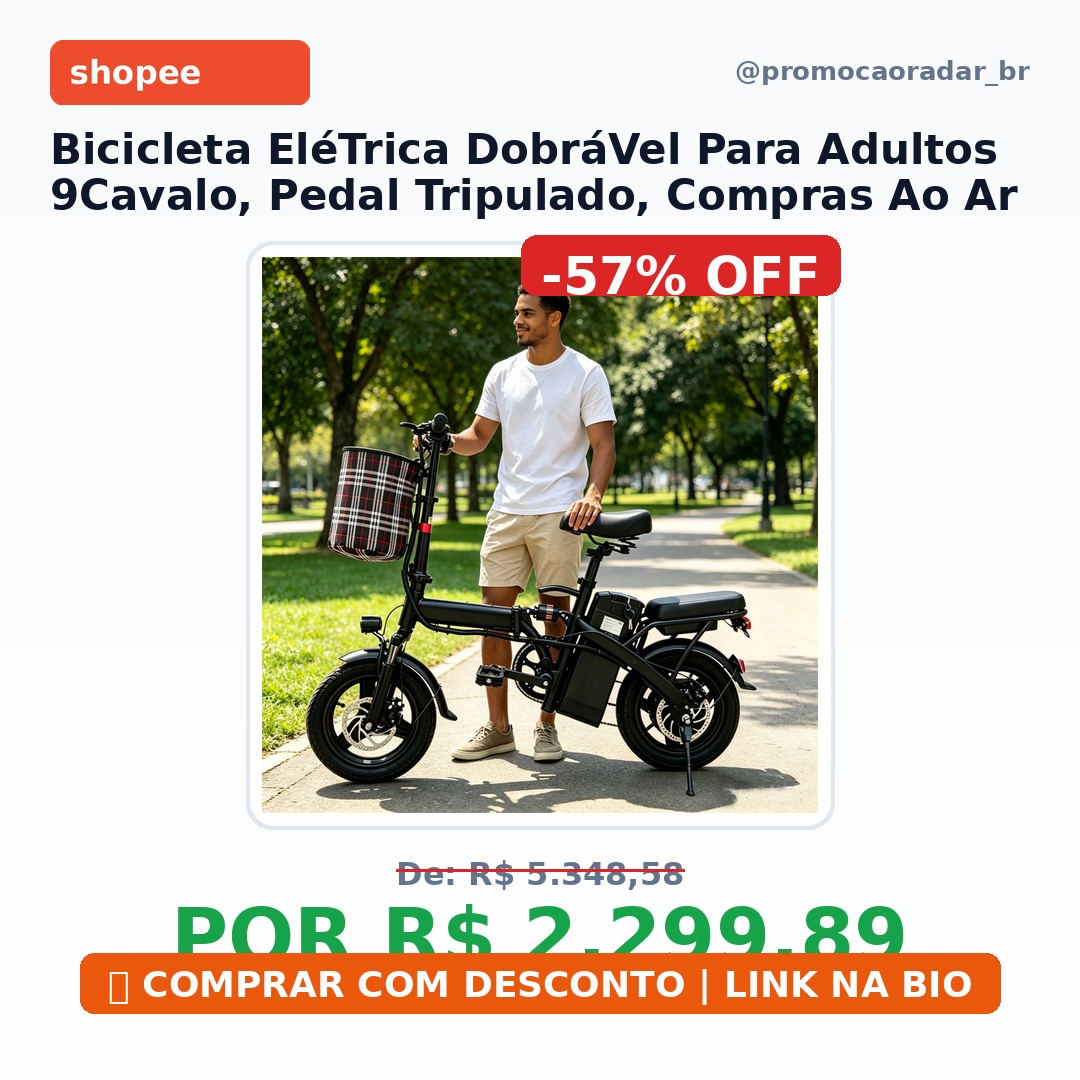 shopee
@promocaoradar_br
Bicicleta EléTrica DobráVel Para Adultos
9Cavalo, Pedal Tripulado, Compras Ao Ar
-57% OFF
De: R$ 5.348,58
POR R$ 2.299,89
COMPRAR COM DESCONTO | LINK NA BIO